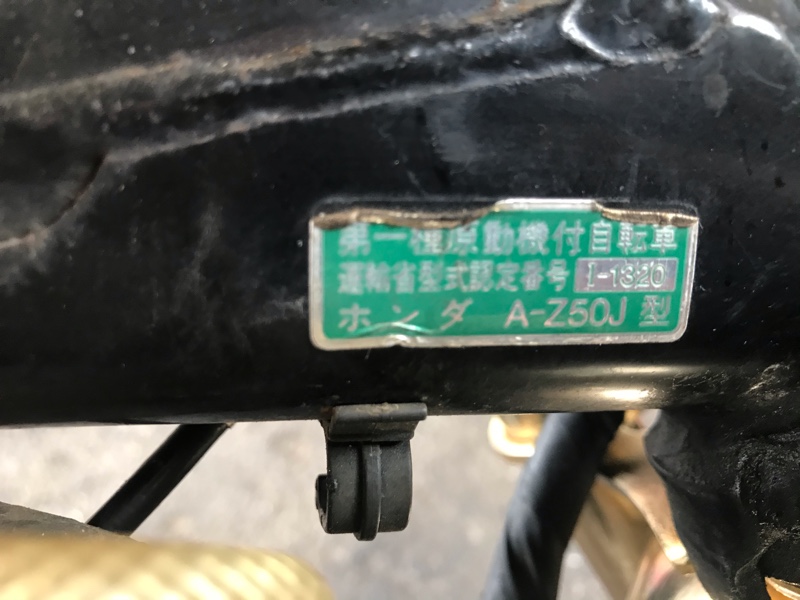 第一種原動機付自転車
運輸省型式認定番号 I-1320
ホンダ A-Z50J 型